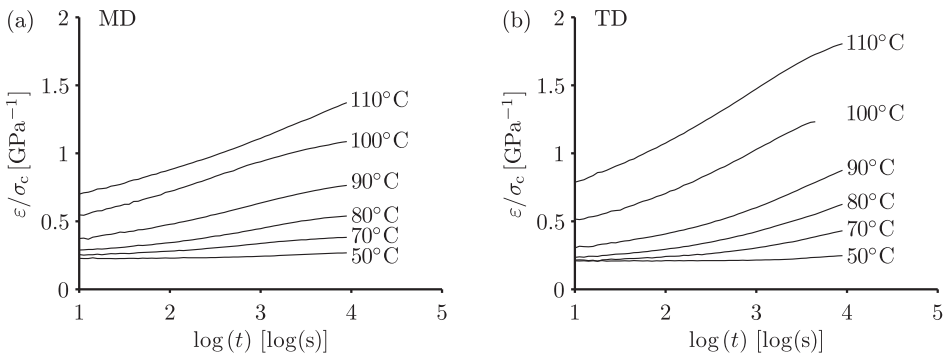 (a) MD
2
1.5
1
0.5
0
ε/σc [GPa−1]
110°C
100°C
90°C
80°C
70°C
50°C
1 2 3 4 5
log (t) [log(s)]
(b) TD
2
1.5
1
0.5
0
ε/σc [GPa−1]
110°C
100°C
90°C
80°C
70°C
50°C
1 2 3 4 5
log (t) [log(s)]